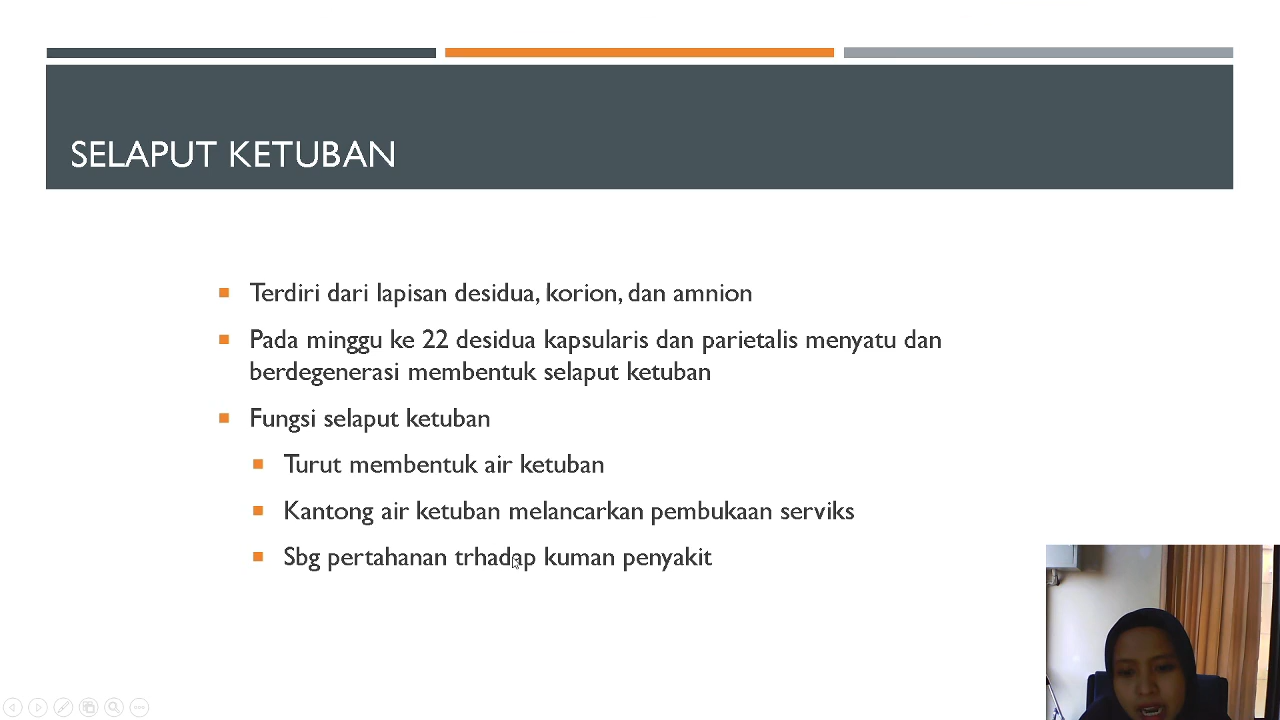 SELAPUT KETUBAN
Terdiri dari lapisan desidua, korion, dan amnion
Pada minggu ke 22 desidua kapsularis dan parietalis menyatu dan
berdegenerasi membentuk selaput ketuban
Fungsi selaput ketuban
Turut membentuk air ketuban
Kantong air ketuban melancarkan pembukaan serviks
Sbg pertahanan trhadap kuman penyakit